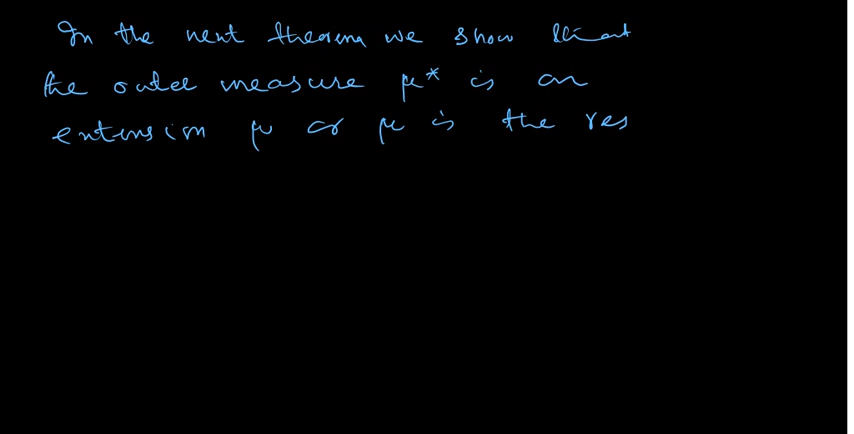 In the next theorem we show that
the outer measure μ* is an
extension μ or μ is the res